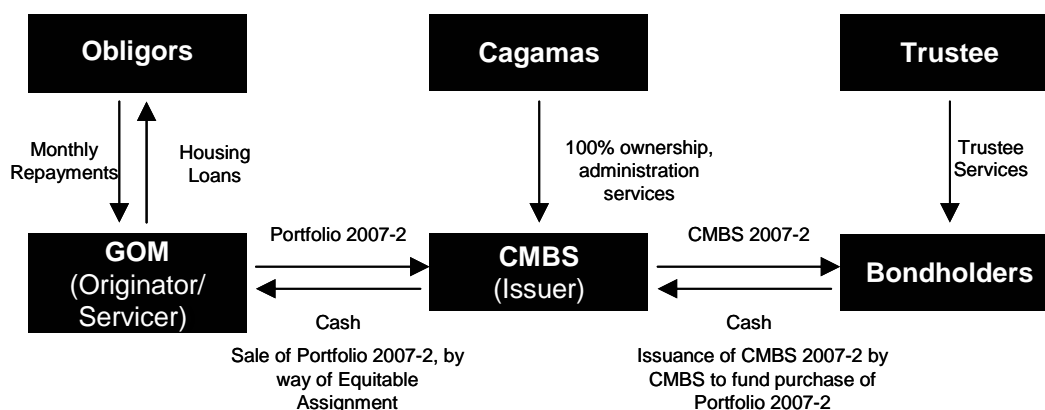 Obligors
Cagamas
Trustee
Monthly
Repayments
Housing
Loans
100% ownership,
administration
services
Trustee
Services
GOM
(Originator/
Servicer)
Portfolio 2007-2
CMBS
(Issuer)
CMBS 2007-2
Bondholders
Cash
Sale of Portfolio 2007-2, by
way of Equitable
Assignment
Cash
Issuance of CMBS 2007-2 by
CMBS to fund purchase of
Portfolio 2007-2